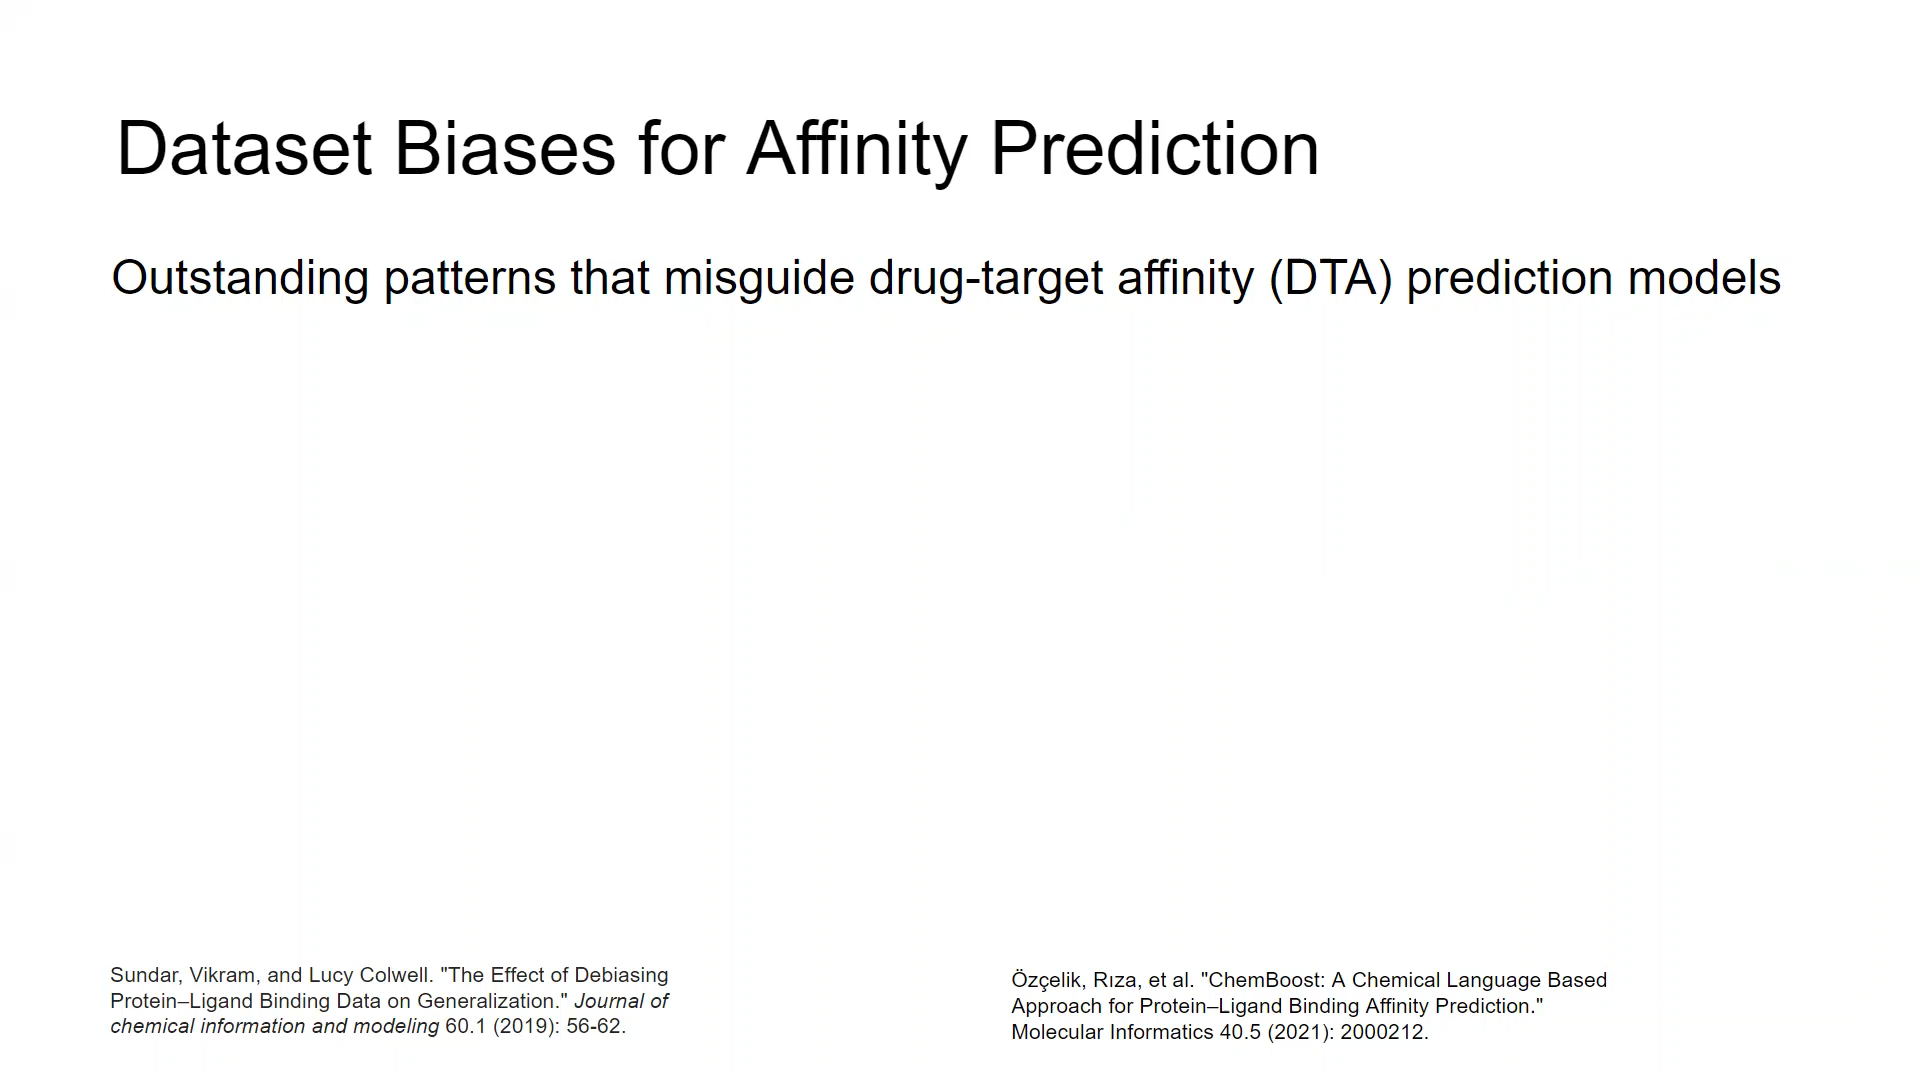 Dataset Biases for Affinity Prediction
Outstanding patterns that misguide drug-target affinity (DTA) prediction models
Sundar, Vikram, and Lucy Colwell. "The Effect of Debiasing
Protein–Ligand Binding Data on Generalization." Journal of
chemical information and modeling 60.1 (2019): 56-62.
Özçelik, Rıza, et al. "ChemBoost: A Chemical Language Based
Approach for Protein–Ligand Binding Affinity Prediction."
Molecular Informatics 40.5 (2021): 2000212.